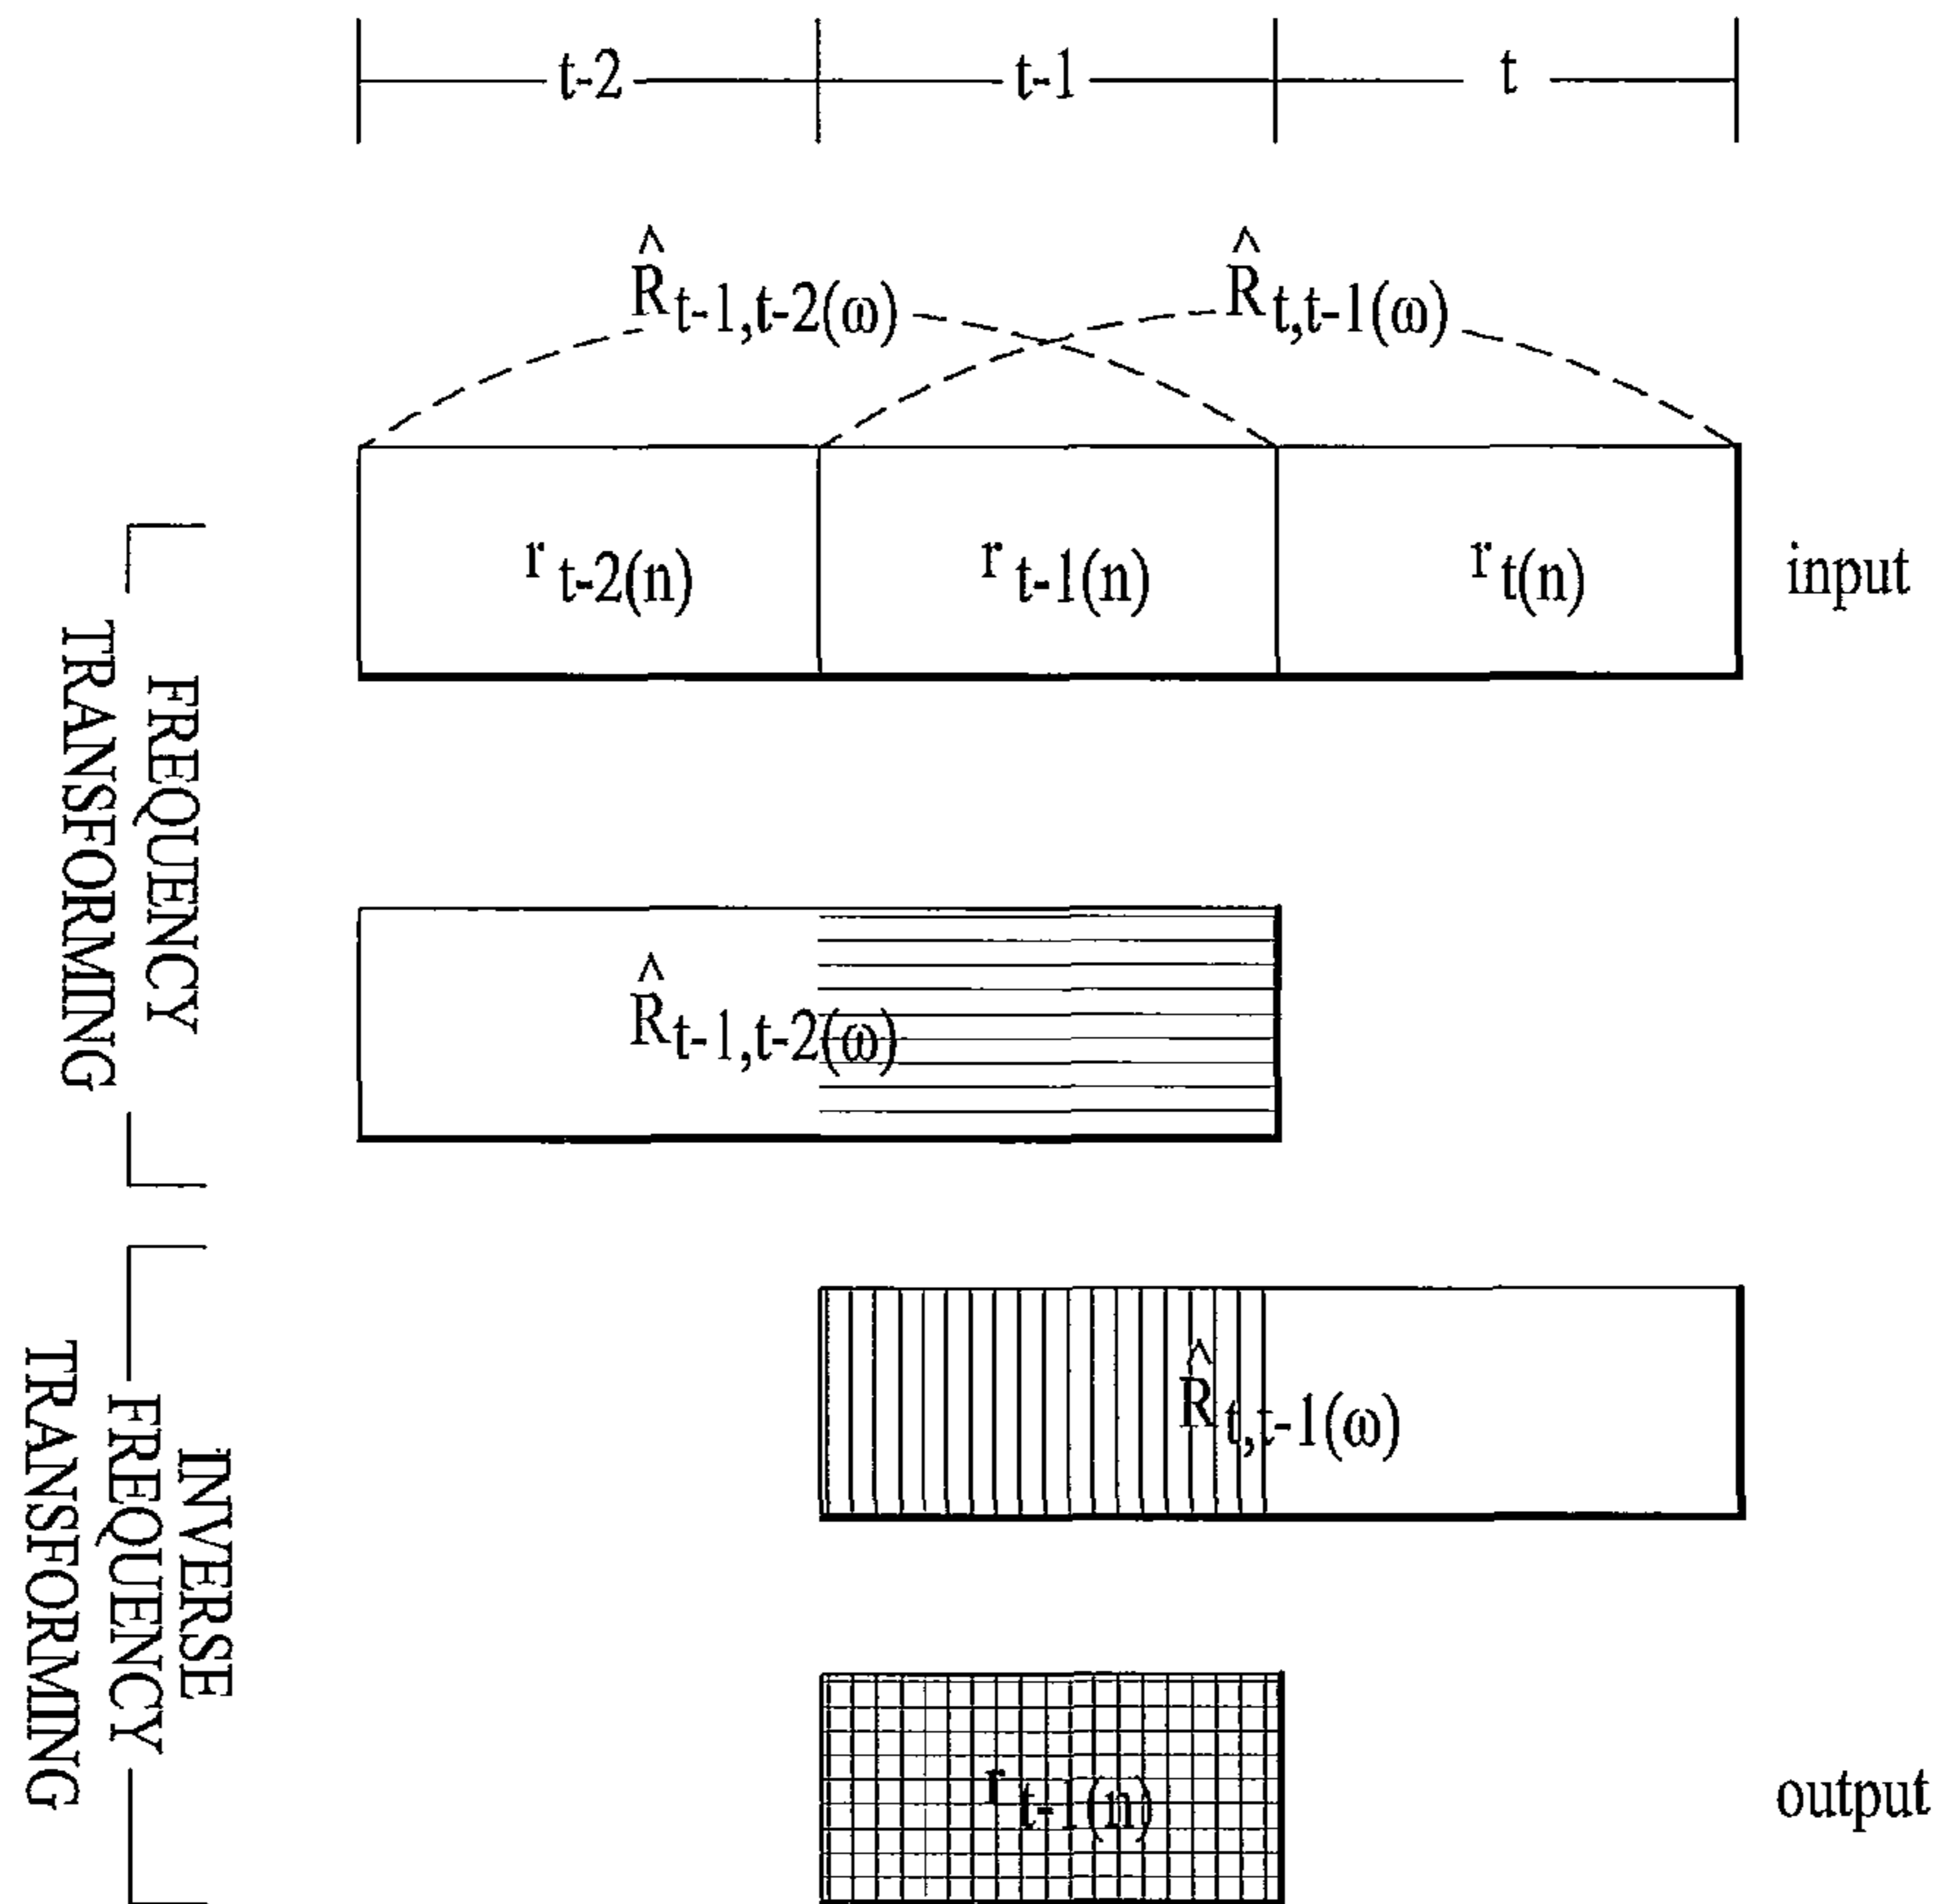 t-2
t-1
t
R̂t-1,t-2(ω)
R̂t,t-1(ω)
rt-2(n)
rt-1(n)
rt(n)
input
FREQUENCY
TRANSFORMING
R̂t-1,t-2(ω)
R̂t,t-1(ω)
INVERSE
FREQUENCY
TRANSFORMING
rt-1(n)
output